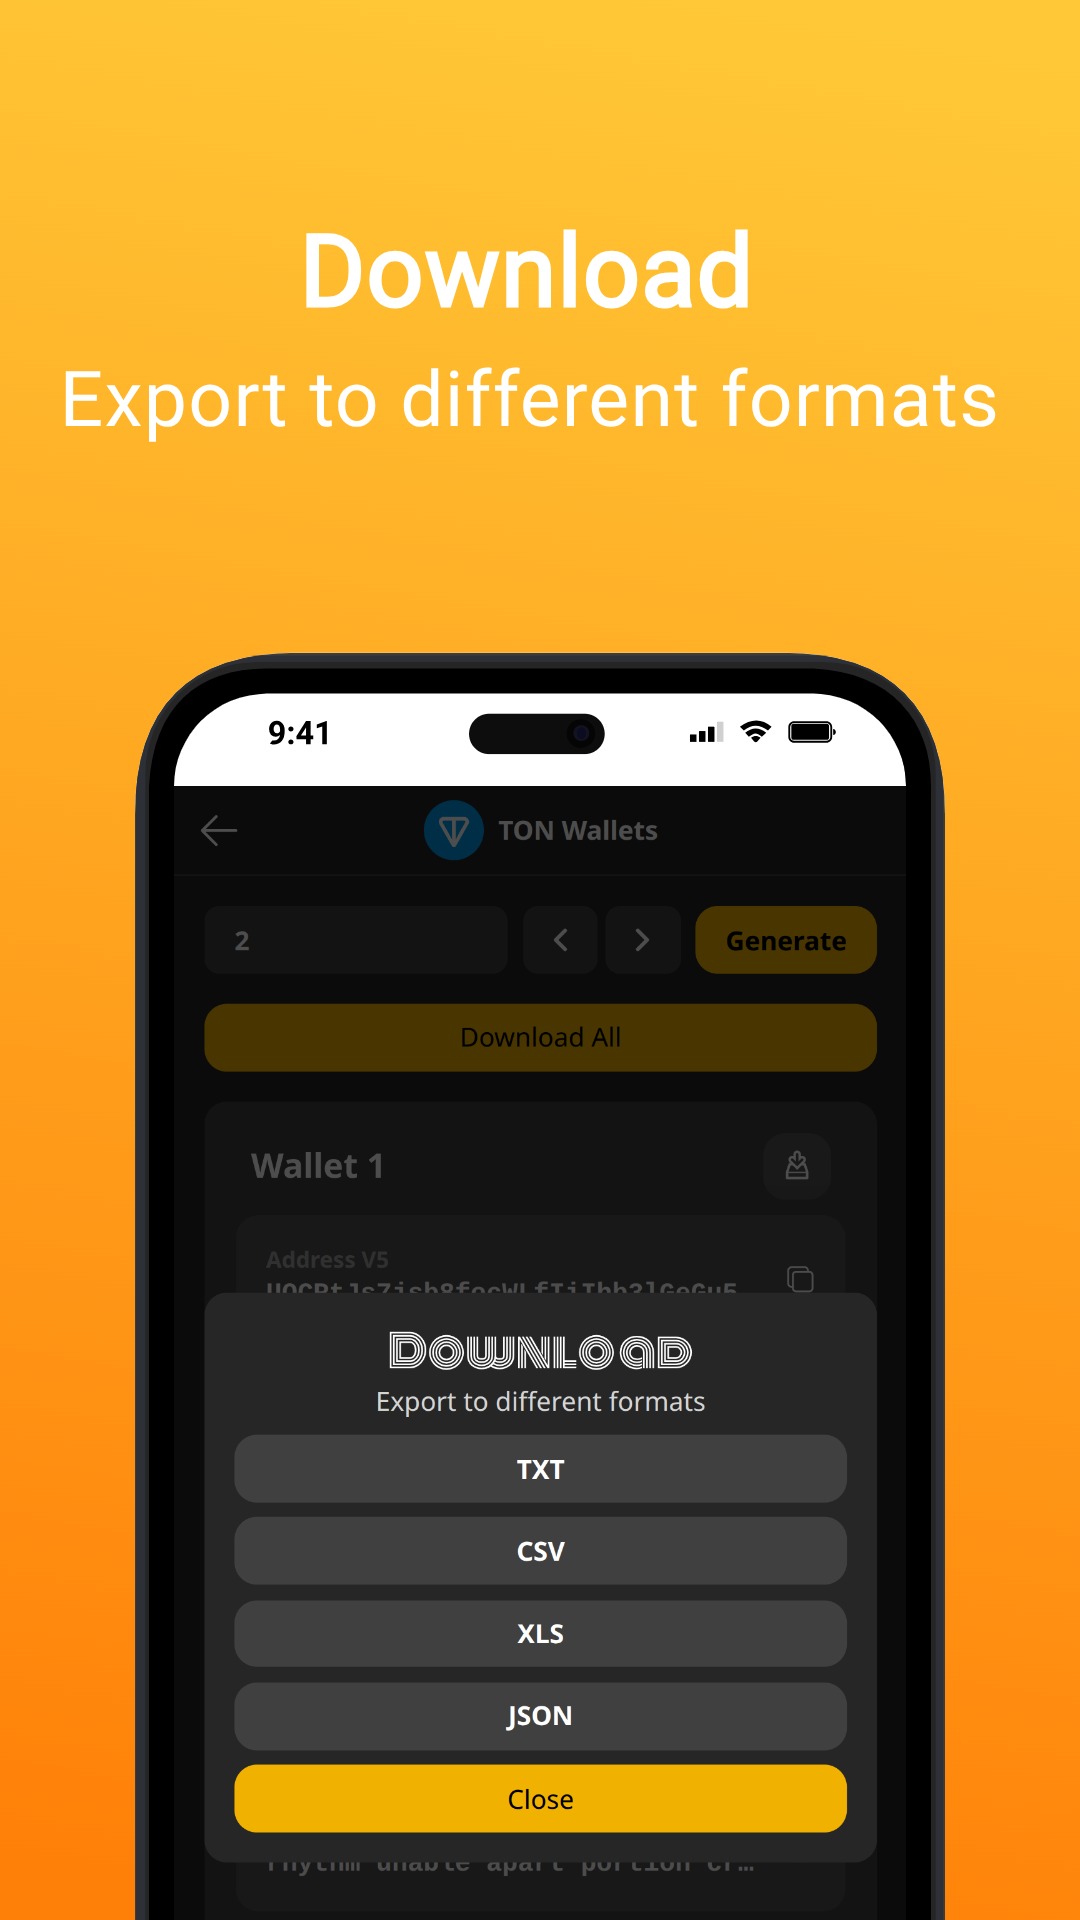 Download
Export to different formats
9:41
TON Wallets
2
Generate
Download All
Wallet 1
Address V5
Download
Export to different formats
TXT
CSV
XLS
JSON
Close
rhythm unable apart portion cr…